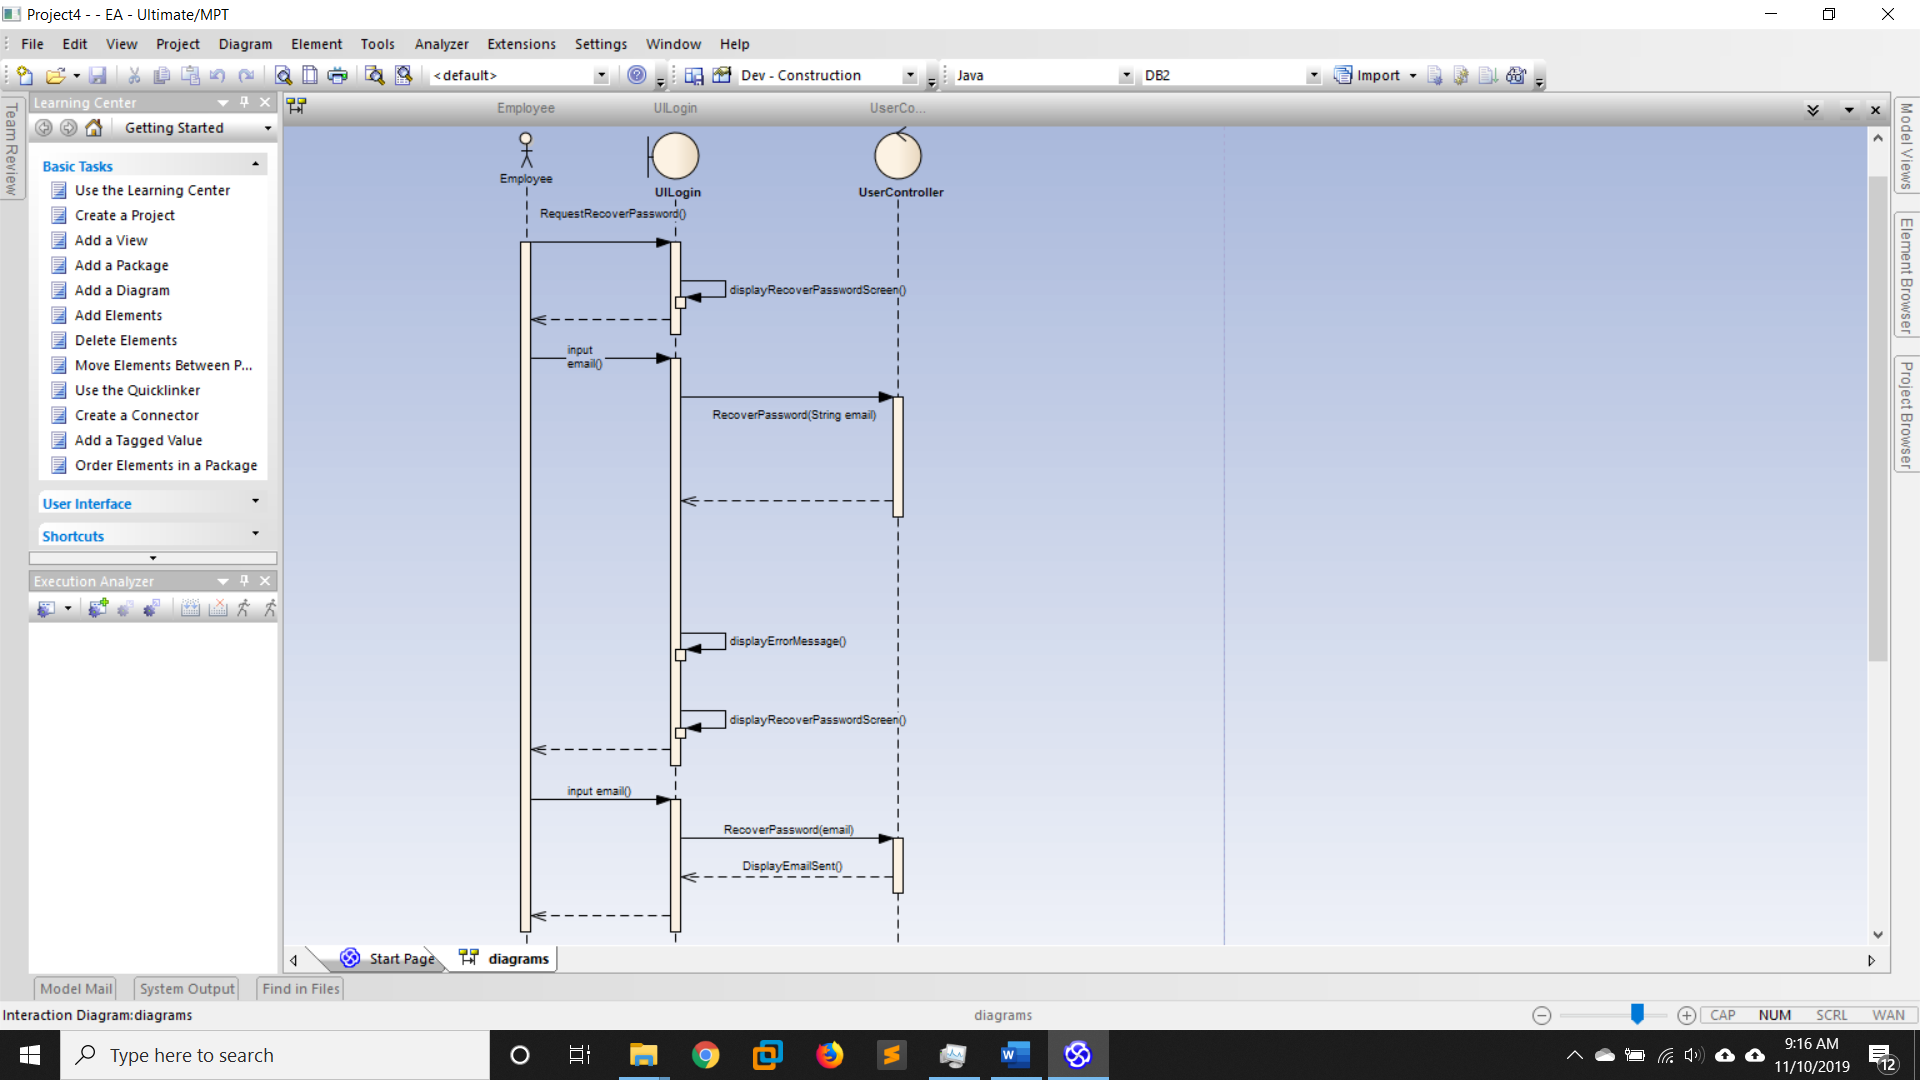 Project4 - - EA - Ultimate/MPT
File Edit View Project Diagram Element Tools Analyzer Extensions Settings Window Help
<default> Dev - Construction Java DB2 Import
Team Review
Learning Center
Getting Started
Basic Tasks
Use the Learning Center
Create a Project
Add a View
Add a Package
Add a Diagram
Add Elements
Delete Elements
Move Elements Between P...
Use the Quicklinker
Create a Connector
Add a Tagged Value
Order Elements in a Package
User Interface
Shortcuts
Execution Analyzer
Employee UILogin UserCo...
Employee
UILogin UserController
RequestRecoverPassword()
displayRecoverPasswordScreen()
input
email()
RecoverPassword(String email)
displayErrorMessage()
displayRecoverPasswordScreen()
input email()
RecoverPassword(email)
DisplayEmailSent()
Model Views
Element Browser
Project Browser
Start Page diagrams
Model Mail System Output Find in Files
Interaction Diagram:diagrams diagrams CAP NUM SCRL WAN
Type here to search
9:16 AM
11/10/2019
12